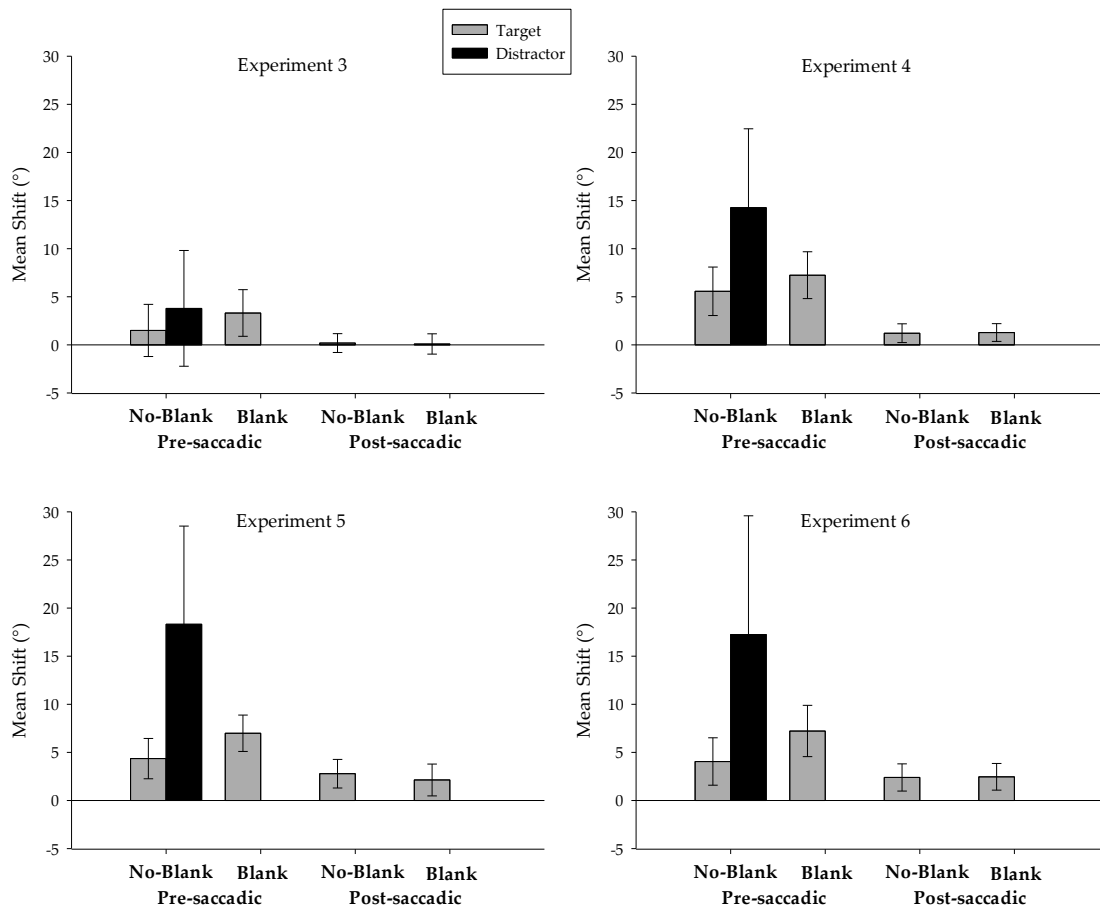 Target
Distractor
Experiment 3
Mean Shift (°)
30
25
20
15
10
5
0
-5
No-Blank Blank No-Blank Blank
Pre-saccadic Post-saccadic
Experiment 4
Mean Shift (°)
30
25
20
15
10
5
0
-5
No-Blank Blank No-Blank Blank
Pre-saccadic Post-saccadic
Experiment 5
Mean Shift (°)
30
25
20
15
10
5
0
-5
No-Blank Blank No-Blank Blank
Pre-saccadic Post-saccadic
Experiment 6
Mean Shift (°)
30
25
20
15
10
5
0
-5
No-Blank Blank No-Blank Blank
Pre-saccadic Post-saccadic